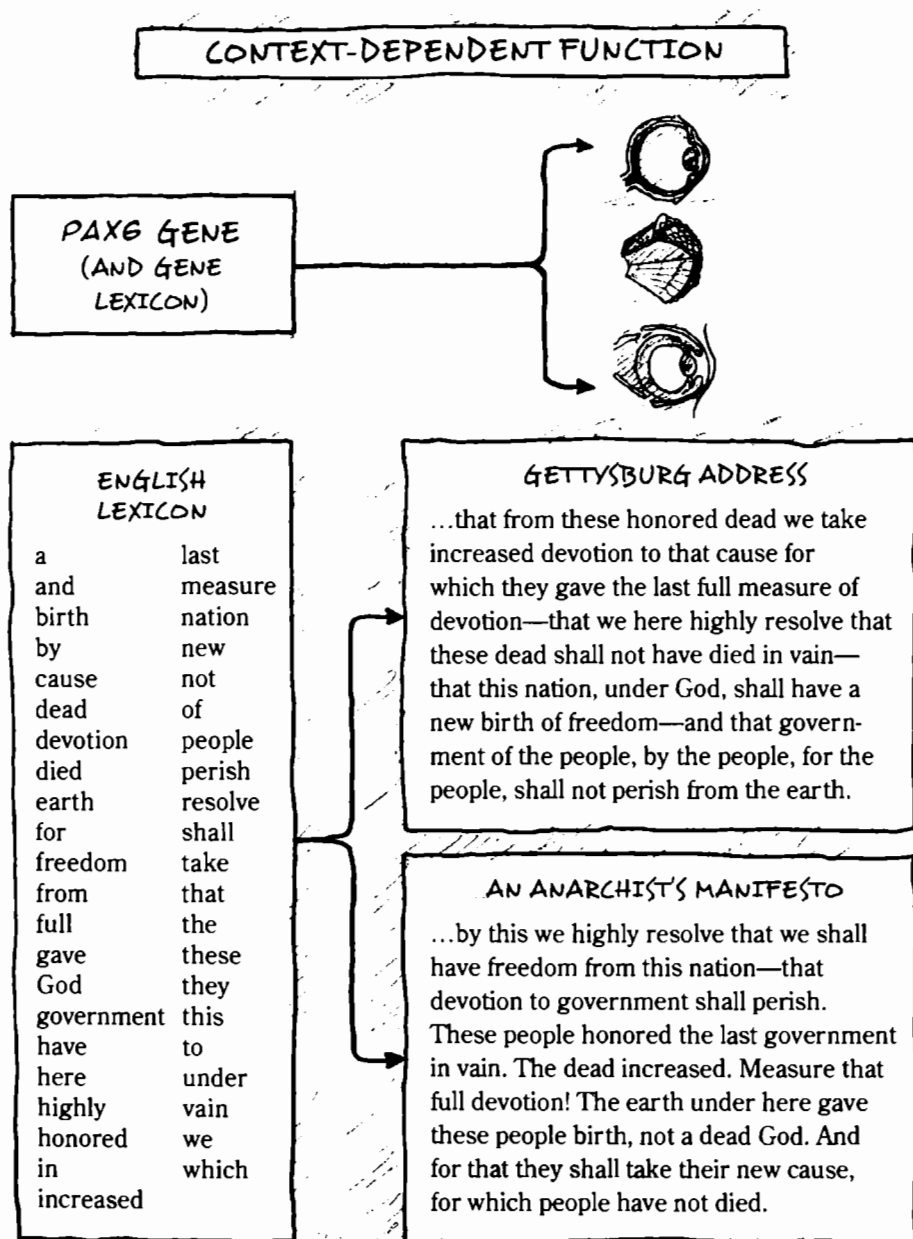 CONTEXT-DEPENDENT FUNCTION
PAX6 GENE
(AND GENE
LEXICON)
ENGLISH
LEXICON
a last
and measure
birth nation
by new
cause not
dead of
devotion people
died perish
earth resolve
for shall
freedom take
from that
full the
gave these
God they
government this
have to
here under
highly vain
honored we
in which
increased
GETTYSBURG ADDRESS
...that from these honored dead we take
increased devotion to that cause for
which they gave the last full measure of
devotion—that we here highly resolve that
these dead shall not have died in vain—
that this nation, under God, shall have a
new birth of freedom—and that govern-
ment of the people, by the people, for the
people, shall not perish from the earth.
AN ANARCHIST'S MANIFESTO
...by this we highly resolve that we shall
have freedom from this nation—that
devotion to government shall perish.
These people honored the last government
in vain. The dead increased. Measure that
full devotion! The earth under here gave
these people birth, not a dead God. And
for that they shall take their new cause,
for which people have not died.